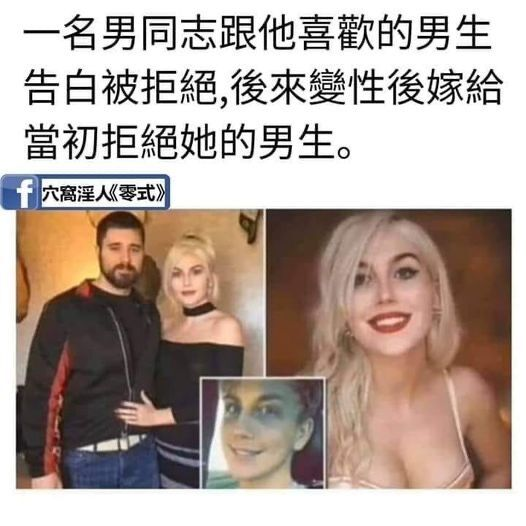 一名男同志跟他喜歡的男生
告白被拒絕,後來變性後嫁給
當初拒絕她的男生。
f 穴窩淫人《零式》